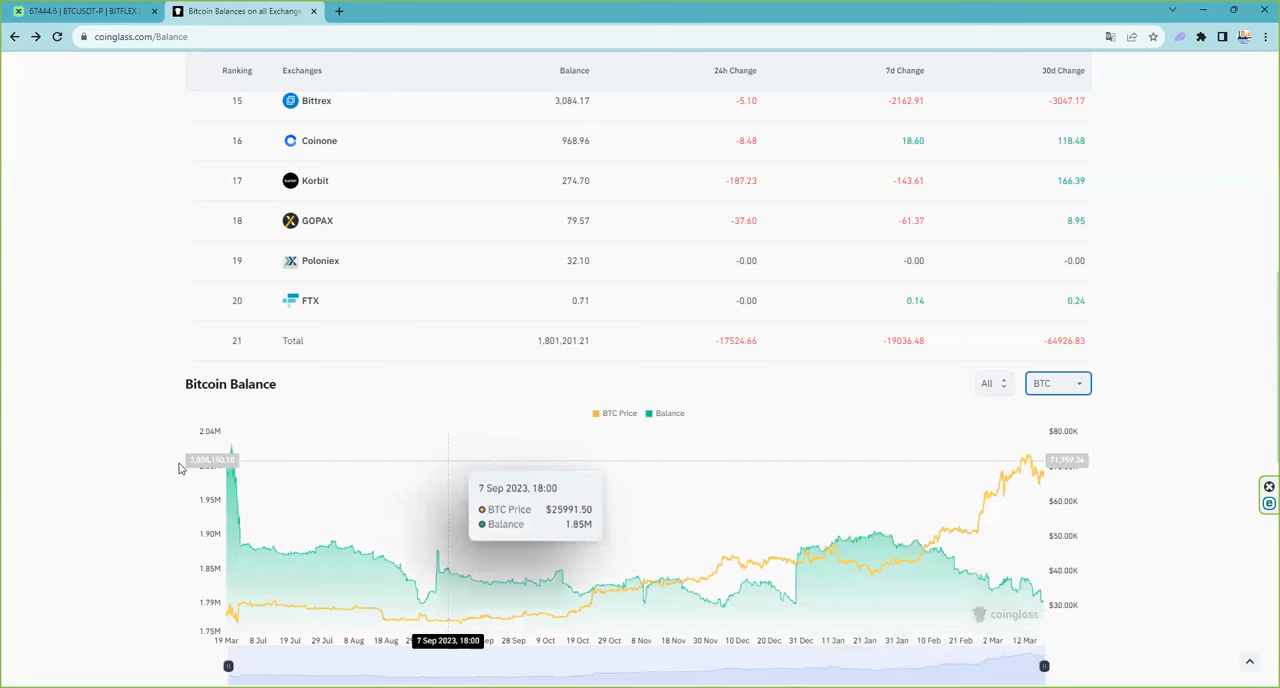 67444.6 | BTCUSDT-P | BITFLEX
Bitcoin Balances on all Exchange
coinglass.com/Balance
Ranking Exchanges Balance 24h Change 7d Change 30d Change
15 Bittrex 3,084.17 -5.10 -2162.91 -3047.17
16 Coinone 968.96 -8.48 18.60 118.48
17 Korbit 274.70 -187.23 -143.61 166.39
18 GOPAX 79.57 -37.60 -61.37 8.95
19 Poloniex 32.10 -0.00 -0.00 -0.00
20 FTX 0.71 -0.00 0.14 0.24
21 Total 1,801,201.21 -17524.66 -19036.48 -64926.83
Bitcoin Balance All BTC
BTC Price Balance
2.04M $80.00K
71,759.34
7 Sep 2023, 18:00
1.95M $60.00K
BTC Price $25991.50
Balance 1.85M
1.90M $50.00K
1.85M $40.00K
1.79M $30.00K
coinglass
1.75M
19 Mar 8 Jul 19 Jul 29 Jul 8 Aug 18 Aug 7 Sep 2023, 18:00 28 Sep 9 Oct 19 Oct 29 Oct 8 Nov 18 Nov 30 Nov 10 Dec 20 Dec 31 Dec 11 Jan 21 Jan 31 Jan 10 Feb 21 Feb 2 Mar 12 Mar